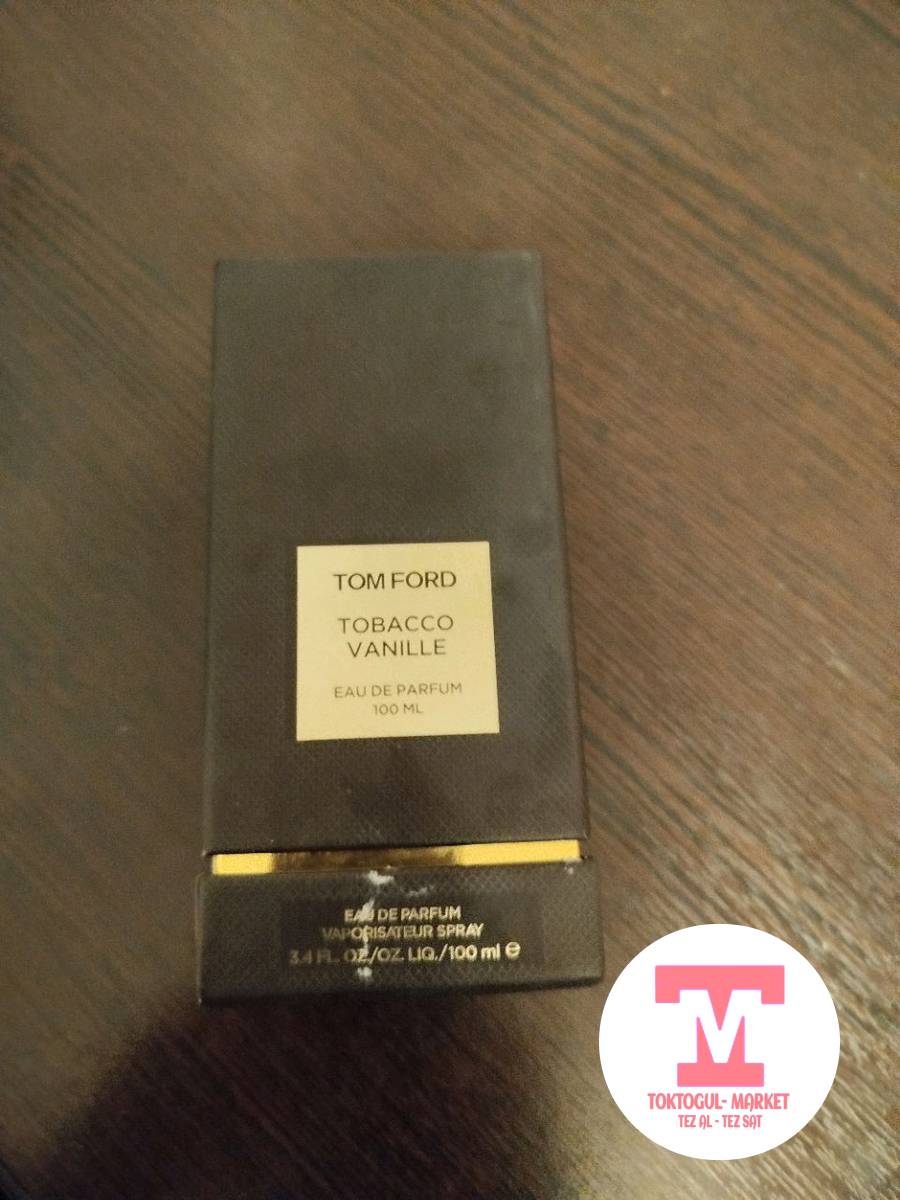 TOM FORD
TOBACCO
VANILLE
EAU DE PARFUM
100 ML
EAU DE PARFUM
VAPORISATEUR SPRAY
3.4 FL. OZ./OZ. LIQ./100 ml ℮
TM
TOKTOGUL- MARKET
TEZ AL - TEZ SAT